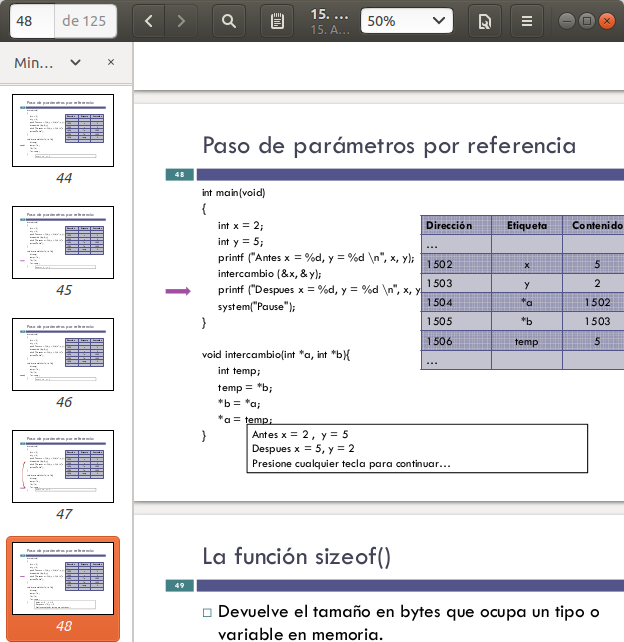 48
de 125
15. ...
15. A...
50%
Min...
44
45
46
47
48
Paso de parámetros por referencia
48
int main(void)
{
int x = 2;
int y = 5;
printf ("Antes x = %d, y = %d \n", x, y);
intercambio (&x, &y);
printf ("Despues x = %d, y = %d \n", x, y
system("Pause");
}
void intercambio(int *a, int *b){
int temp;
temp = *b;
*b = *a;
*a = temp;
}
Dirección Etiqueta Contenido
...
1502 x 5
1503 y 2
1504 *a 1502
1505 *b 1503
1506 temp 5
...
Antes x = 2 , y = 5
Despues x = 5, y = 2
Presione cualquier tecla para continuar...
La función sizeof()
49
Devuelve el tamaño en bytes que ocupa un tipo o
variable en memoria.